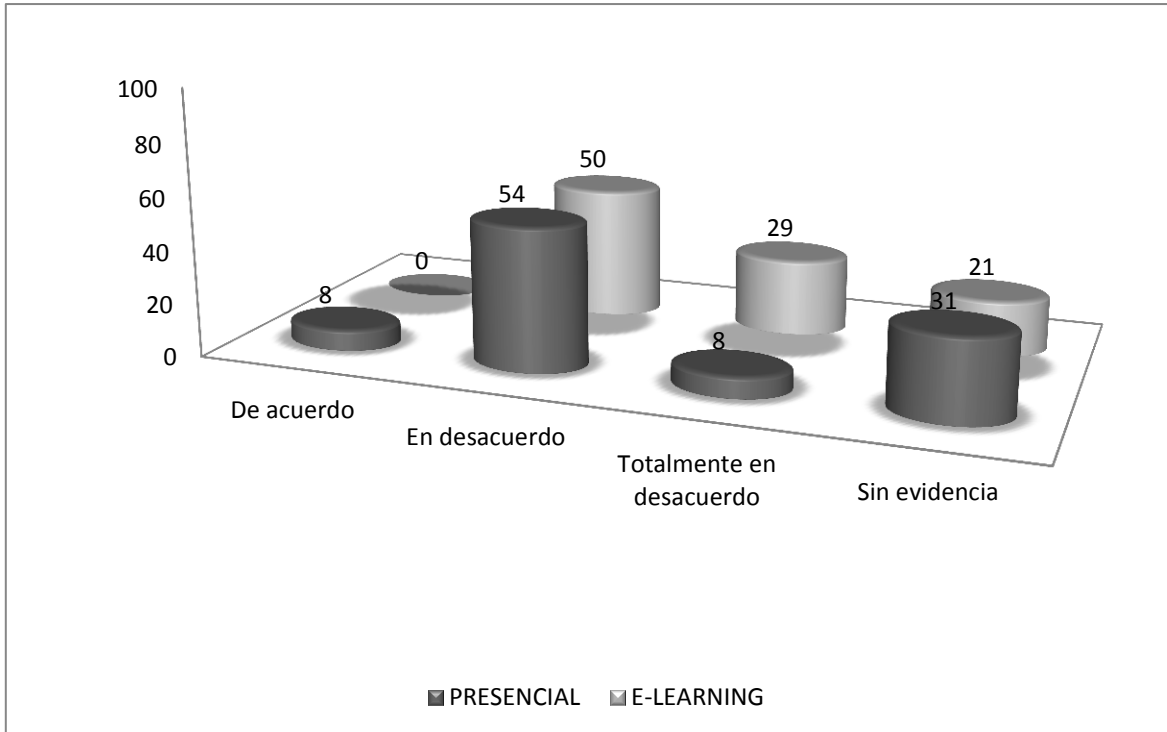 100
80
60
40
20
0
50
54
29
0
21
8
31
8
De acuerdo
En desacuerdo
Totalmente en
desacuerdo
Sin evidencia
PRESENCIAL
E-LEARNING